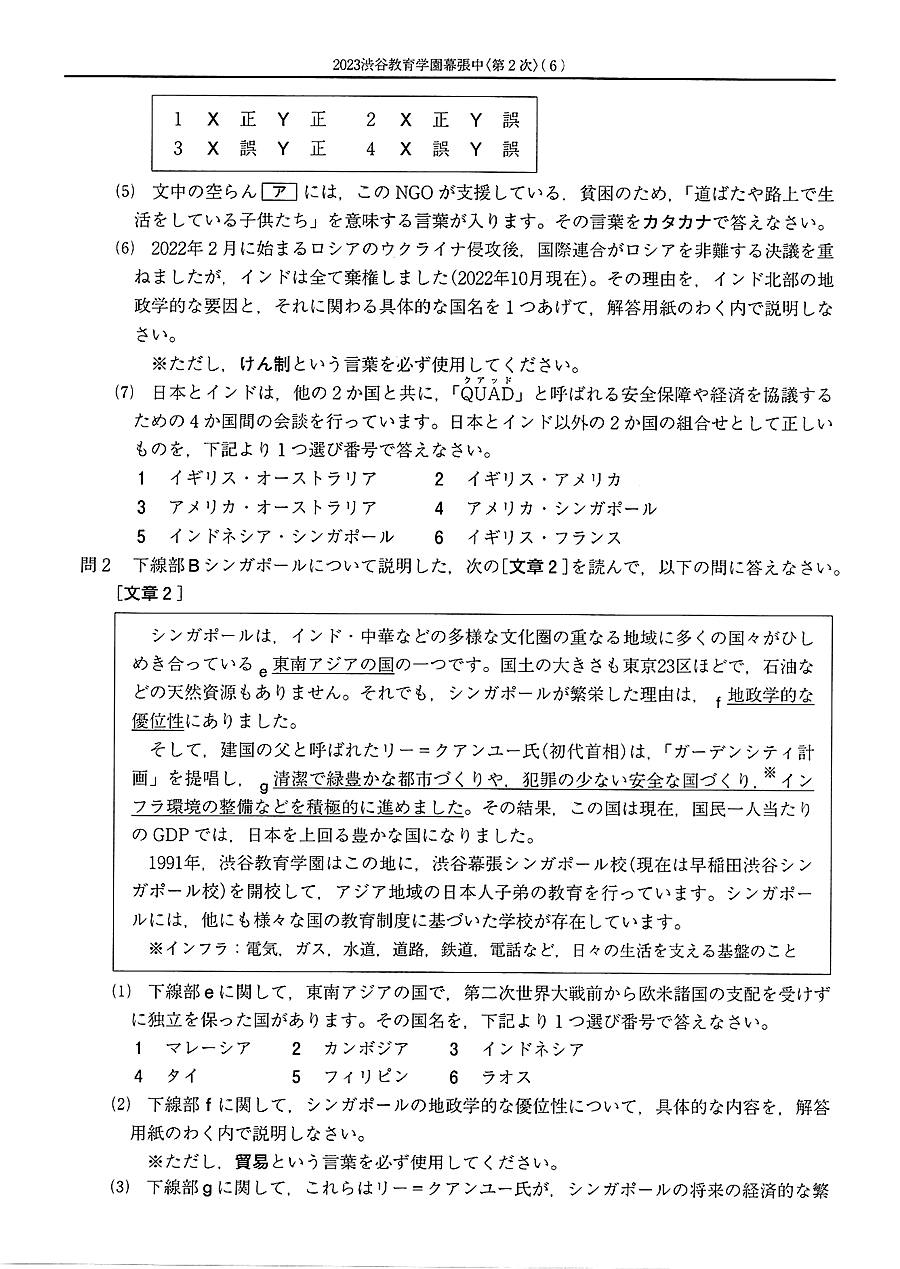 2023渋谷教育学園幕張中〈第2次〉(6)
1 X 正 Y 正 2 X 正 Y 誤
3 X 誤 Y 正 4 X 誤 Y 誤
(5) 文中の空らん ア には，このNGOが支援している，貧困のため，「道ばたや路上で生
活をしている子供たち」を意味する言葉が入ります。その言葉をカタカナで答えなさい。
(6) 2022年2月に始まるロシアのウクライナ侵攻後，国際連合がロシアを非難する決議を重
ねましたが，インドは全て棄権しました(2022年10月現在)。その理由を，インド北部の地
政学的な要因と，それに関わる具体的な国名を1つあげて，解答用紙のわく内で説明しな
さい。
※ただし，けん制という言葉を必ず使用してください。
(7) 日本とインドは，他の2か国と共に，「QUAD」と呼ばれる安全保障や経済を協議する
クアッド
ための4か国間の会談を行っています。日本とインド以外の2か国の組合せとして正しい
ものを，下記より1つ選び番号で答えなさい。
1 イギリス・オーストラリア 2 イギリス・アメリカ
3 アメリカ・オーストラリア 4 アメリカ・シンガポール
5 インドネシア・シンガポール 6 イギリス・フランス
問2 下線部Bシンガポールについて説明した，次の[文章2]を読んで，以下の問に答えなさい。
[文章2]
シンガポールは，インド・中華などの多様な文化圏の重なる地域に多くの国々がひし
めき合っているe東南アジアの国の一つです。国土の大きさも東京23区ほどで，石油な
どの天然資源もありません。それでも，シンガポールが繁栄した理由は，f地政学的な
優位性にありました。
そして，建国の父と呼ばれたリー＝クアンユー氏(初代首相)は，「ガーデンシティ計
画」を提唱し，g清潔で緑豊かな都市づくりや，犯罪の少ない安全な国づくり，※イン
フラ環境の整備などを積極的に進めました。その結果，この国は現在，国民一人当たり
のGDPでは，日本を上回る豊かな国になりました。
1991年，渋谷教育学園はこの地に，渋谷幕張シンガポール校(現在は早稲田渋谷シン
ガポール校)を開校して，アジア地域の日本人子弟の教育を行っています。シンガポー
ルには，他にも様々な国の教育制度に基づいた学校が存在しています。
※インフラ：電気，ガス，水道，道路，鉄道，電話など，日々の生活を支える基盤のこと
(1) 下線部eに関して，東南アジアの国で，第二次世界大戦前から欧米諸国の支配を受けず
に独立を保った国があります。その国名を，下記より1つ選び番号で答えなさい。
1 マレーシア 2 カンボジア 3 インドネシア
4 タイ 5 フィリピン 6 ラオス
(2) 下線部fに関して，シンガポールの地政学的な優位性について，具体的な内容を，解答
用紙のわく内で説明しなさい。
※ただし，貿易という言葉を必ず使用してください。
(3) 下線部gに関して，これらはリー＝クアンユー氏が，シンガポールの将来の経済的な繁